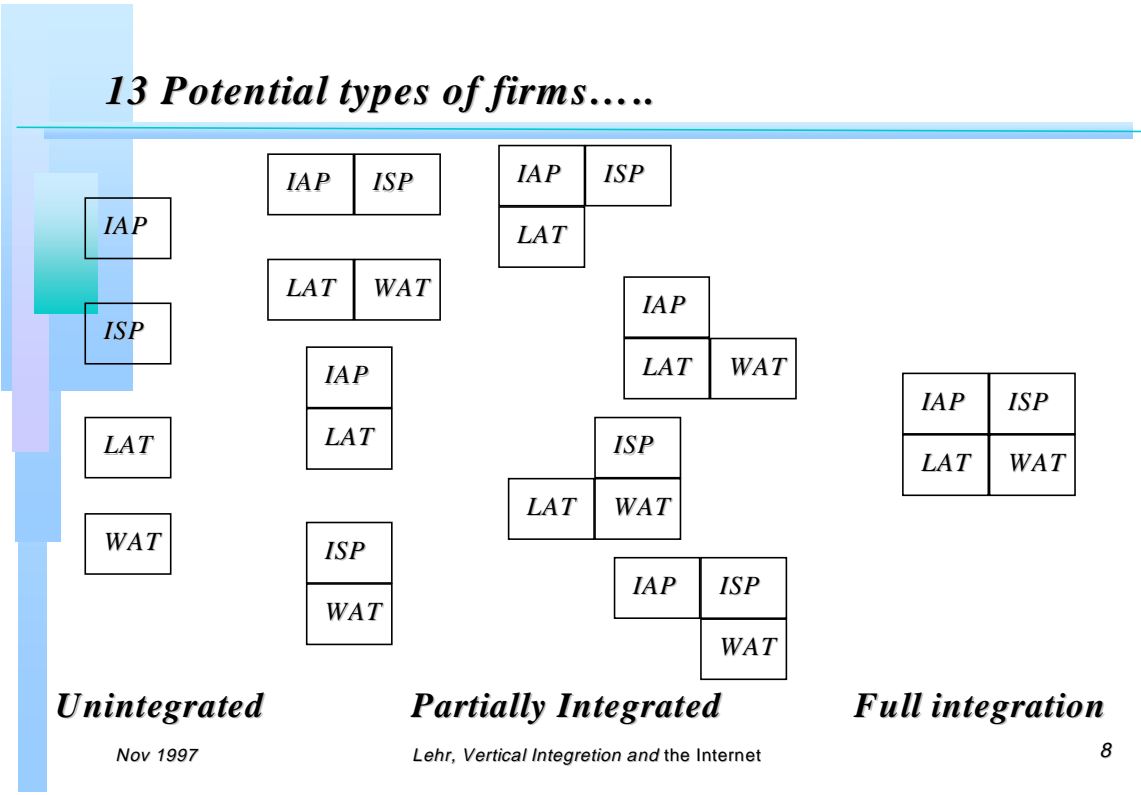 13 Potential types of firms…..
IAP
ISP
LAT
WAT
IAP ISP
LAT WAT
IAP
LAT
ISP
WAT
IAP ISP
LAT
IAP
LAT WAT
ISP
LAT WAT
IAP ISP
WAT
IAP ISP
LAT WAT
Unintegrated
Partially Integrated
Full integration
Nov 1997
Lehr, Vertical Integretion and the Internet
8